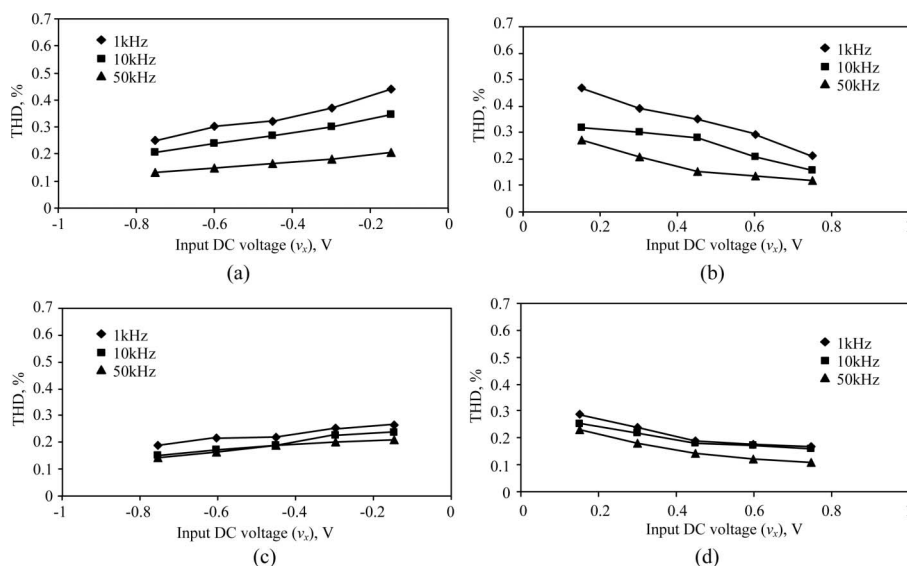 0.7
0.6
0.5
0.4
0.3
0.2
0.1
0
THD, %
1kHz
10kHz
50kHz
-1 -0.8 -0.6 -0.4 -0.2 0
Input DC voltage (vx), V
(a)
0.7
0.6
0.5
0.4
0.3
0.2
0.1
0
THD, %
1kHz
10kHz
50kHz
0 0.2 0.4 0.6 0.8 1
Input DC voltage (vx), V
(b)
0.7
0.6
0.5
0.4
0.3
0.2
0.1
0
THD, %
1kHz
10kHz
50kHz
-1 -0.8 -0.6 -0.4 -0.2 0
Input DC voltage (vx), V
(c)
0.7
0.6
0.5
0.4
0.3
0.2
0.1
0
THD, %
1kHz
10kHz
50kHz
0 0.2 0.4 0.6 0.8 1
Input DC voltage (vx), V
(d)